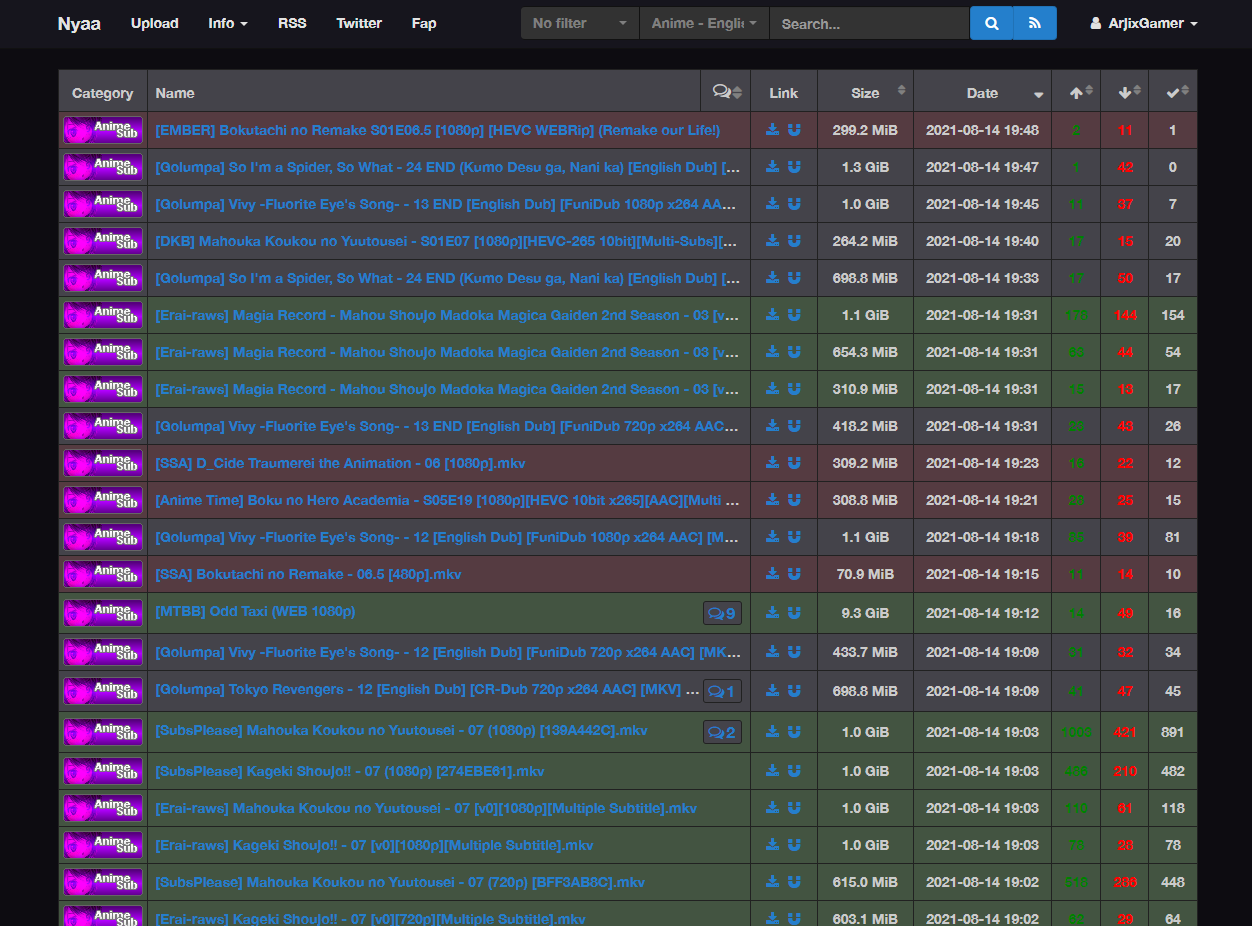 Nyaa Upload Info RSS Twitter Fap No filter Anime - Engli Search... ArJixGamer
Category Name Link Size Date
Anime Sub [EMBER] Bokutachi no Remake S01E06.5 [1080p] [HEVC WEBRip] (Remake our Life!) 299.2 MiB 2021-08-14 19:48 2 11 1
Anime Sub [Golumpa] So I'm a Spider, So What - 24 END (Kumo Desu ga, Nani ka) [English Dub] [... 1.3 GiB 2021-08-14 19:47 1 42 0
Anime Sub [Golumpa] Vivy -Fluorite Eye's Song- - 13 END [English Dub] [FuniDub 1080p x264 AA... 1.0 GiB 2021-08-14 19:45 11 37 7
Anime Sub [DKB] Mahouka Koukou no Yuutousei - S01E07 [1080p][HEVC-265 10bit][Multi-Subs][... 264.2 MiB 2021-08-14 19:40 17 15 20
Anime Sub [Golumpa] So I'm a Spider, So What - 24 END (Kumo Desu ga, Nani ka) [English Dub] [... 698.8 MiB 2021-08-14 19:33 17 50 17
Anime Sub [Erai-raws] Magia Record - Mahou Shoujo Madoka Magica Gaiden 2nd Season - 03 [v... 1.1 GiB 2021-08-14 19:31 144 154
Anime Sub [Erai-raws] Magia Record - Mahou Shoujo Madoka Magica Gaiden 2nd Season - 03 [v... 654.3 MiB 2021-08-14 19:31 44 54
Anime Sub [Erai-raws] Magia Record - Mahou Shoujo Madoka Magica Gaiden 2nd Season - 03 [v... 310.9 MiB 2021-08-14 19:31 13 17
Anime Sub [Golumpa] Vivy -Fluorite Eye's Song- - 13 END [English Dub] [FuniDub 720p x264 AAC... 418.2 MiB 2021-08-14 19:31 23 43 26
Anime Sub [SSA] D_Cide Traumerei the Animation - 06 [1080p].mkv 309.2 MiB 2021-08-14 19:23 16 22 12
Anime Sub [Anime Time] Boku no Hero Academia - S05E19 [1080p][HEVC 10bit x265][AAC][Multi ... 308.8 MiB 2021-08-14 19:21 25 15
Anime Sub [Golumpa] Vivy -Fluorite Eye's Song- - 12 [English Dub] [FuniDub 1080p x264 AAC] [M... 1.1 GiB 2021-08-14 19:18 39 81
Anime Sub [SSA] Bokutachi no Remake - 06.5 [480p].mkv 70.9 MiB 2021-08-14 19:15 11 14 10
Anime Sub [MTBB] Odd Taxi (WEB 1080p) 9 9.3 GiB 2021-08-14 19:12 14 49 16
Anime Sub [Golumpa] Vivy -Fluorite Eye's Song- - 12 [English Dub] [FuniDub 720p x264 AAC] [MK... 433.7 MiB 2021-08-14 19:09 32 34
Anime Sub [Golumpa] Tokyo Revengers - 12 [English Dub] [CR-Dub 720p x264 AAC] [MKV] ... 1 698.8 MiB 2021-08-14 19:09 41 47 45
Anime Sub [SubsPlease] Mahouka Koukou no Yuutousei - 07 (1080p) [139A442C].mkv 2 1.0 GiB 2021-08-14 19:03 421 891
Anime Sub [SubsPlease] Kageki Shoujo!! - 07 (1080p) [274EBE61].mkv 1.0 GiB 2021-08-14 19:03 210 482
Anime Sub [Erai-raws] Mahouka Koukou no Yuutousei - 07 [v0][1080p][Multiple Subtitle].mkv 1.0 GiB 2021-08-14 19:03 61 118
Anime Sub [Erai-raws] Kageki Shoujo!! - 07 [v0][1080p][Multiple Subtitle].mkv 1.0 GiB 2021-08-14 19:03 28 78
Anime Sub [SubsPlease] Mahouka Koukou no Yuutousei - 07 (720p) [BFF3AB8C].mkv 615.0 MiB 2021-08-14 19:02 448
Anime Sub [Erai-raws] Kageki Shoujo!! - 07 [v0][720p][Multiple Subtitle].mkv 603.1 MiB 2021-08-14 19:02 29 64